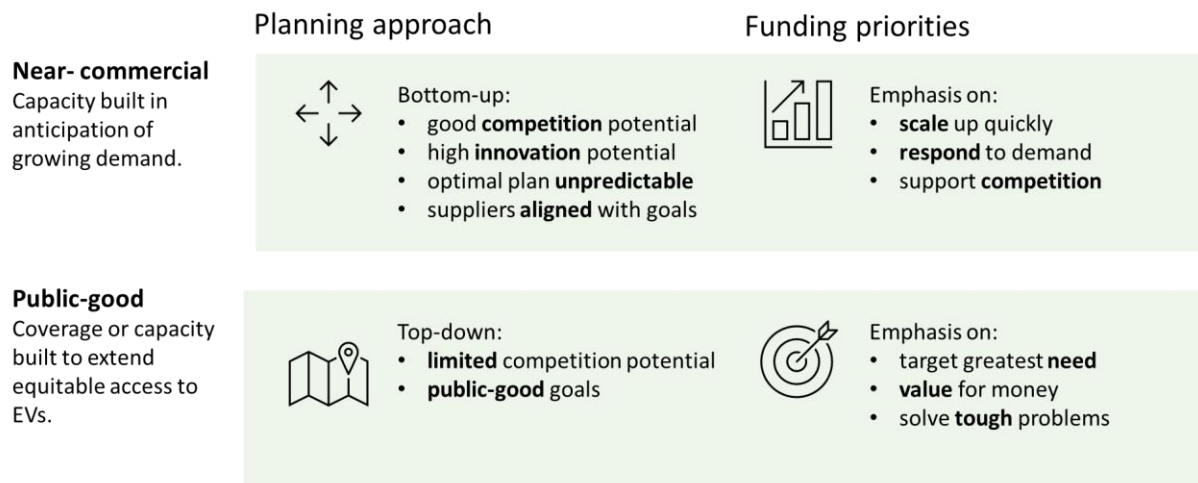 Planning approach
Funding priorities
Near- commercial
Capacity built in
anticipation of
growing demand.
Bottom-up:
• good competition potential
• high innovation potential
• optimal plan unpredictable
• suppliers aligned with goals
Emphasis on:
• scale up quickly
• respond to demand
• support competition
Public-good
Coverage or capacity
built to extend
equitable access to
EVs.
Top-down:
• limited competition potential
• public-good goals
Emphasis on:
• target greatest need
• value for money
• solve tough problems